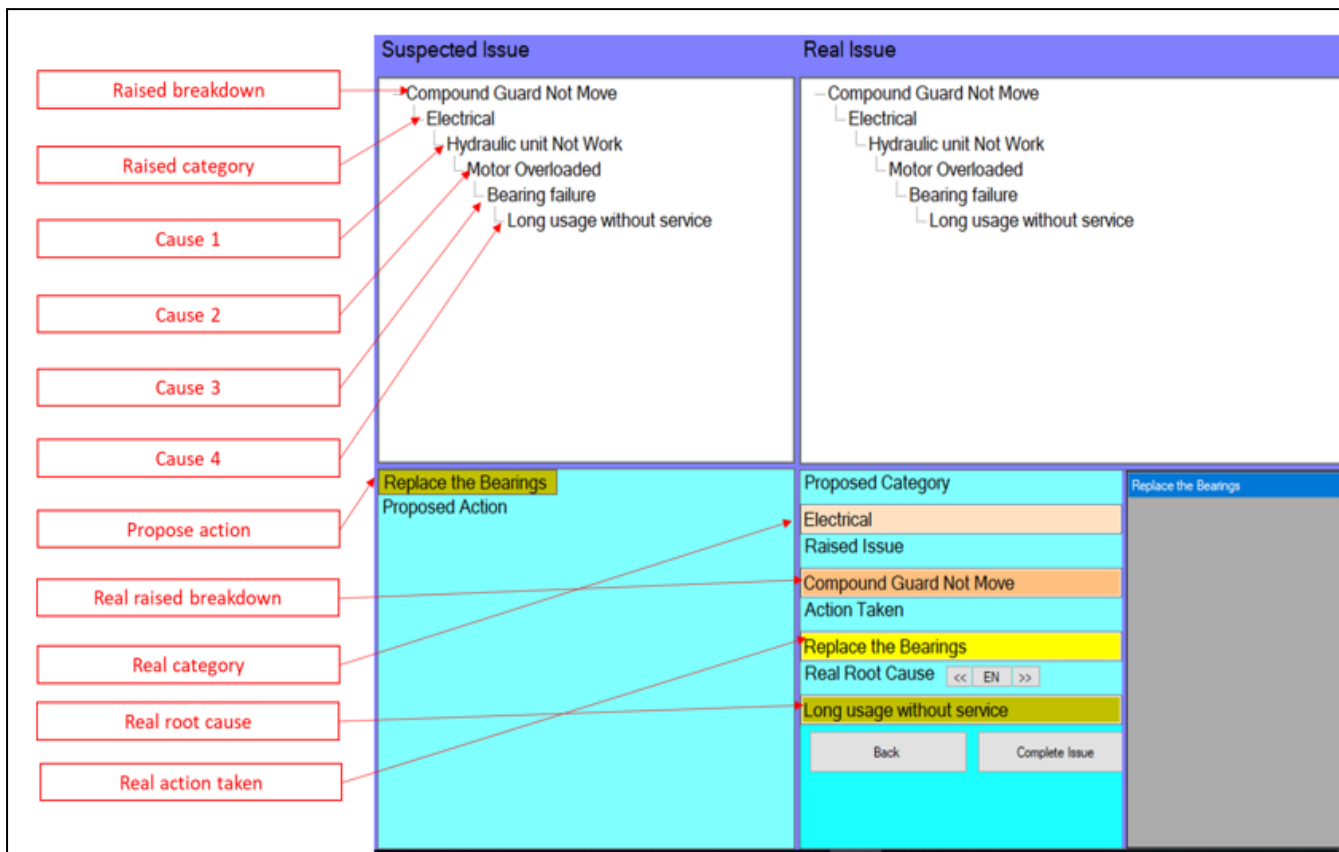 Raised breakdown
Raised category
Cause 1
Cause 2
Cause 3
Cause 4
Propose action
Real raised breakdown
Real category
Real root cause
Real action taken
Suspected Issue
Compound Guard Not Move
Electrical
Hydraulic unit Not Work
Motor Overloaded
Bearing failure
Long usage without service
Real Issue
Compound Guard Not Move
Electrical
Hydraulic unit Not Work
Motor Overloaded
Bearing failure
Long usage without service
Replace the Bearings
Proposed Action
Proposed Category
Electrical
Raised Issue
Compound Guard Not Move
Action Taken
Replace the Bearings
Real Root Cause << EN >>
Long usage without service
Back Complete Issue
Replace the Bearings